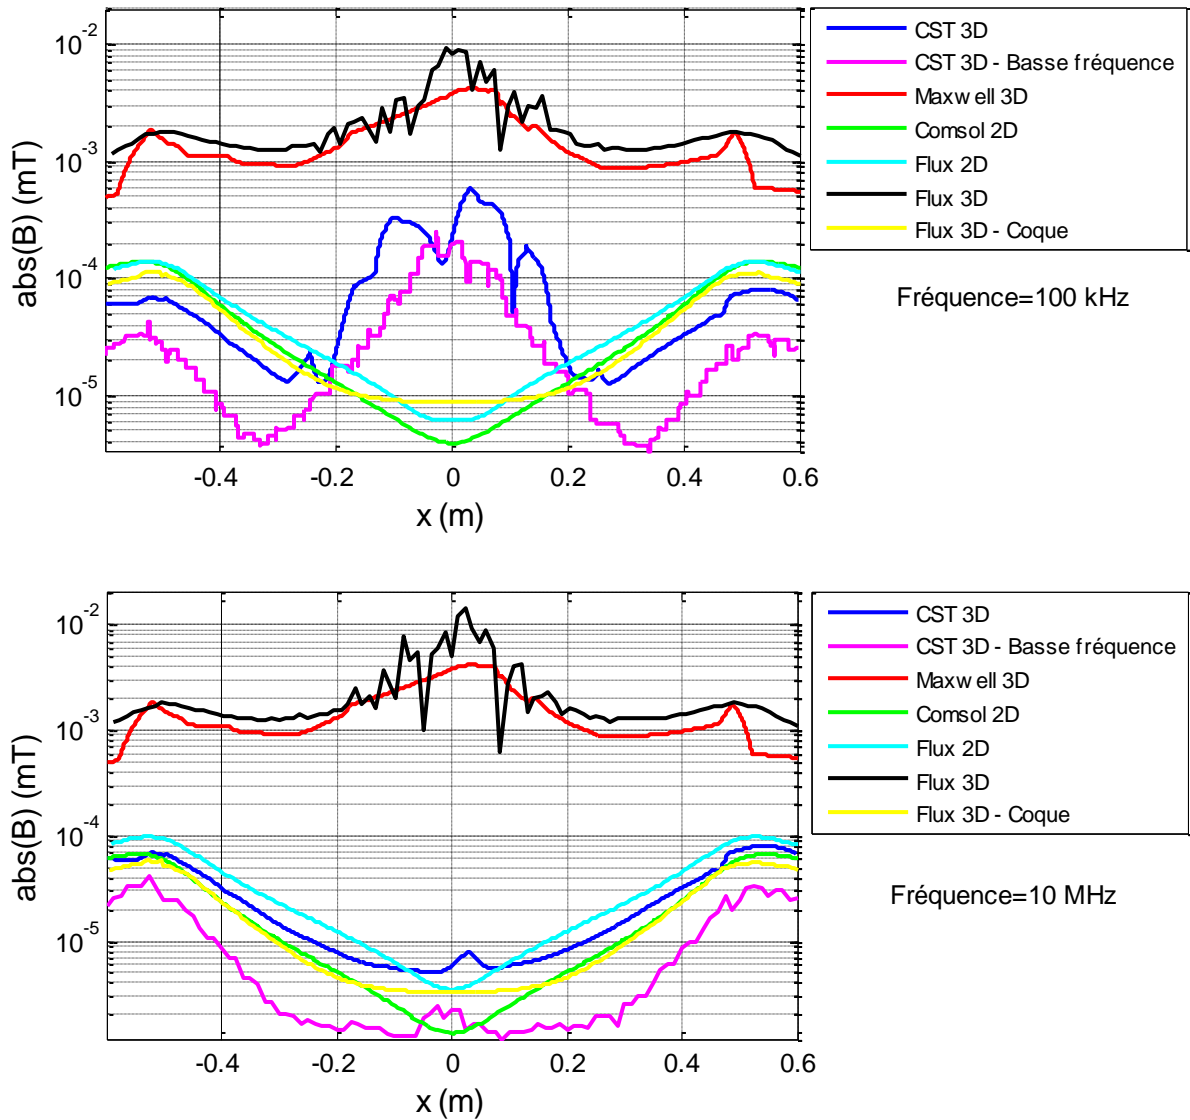 10-2
10-3
10-4
10-5
abs(B) (mT)
-0.4
-0.2
0
0.2
0.4
0.6
x (m)
CST 3D
CST 3D - Basse fréquence
Maxwell 3D
Comsol 2D
Flux 2D
Flux 3D
Flux 3D - Coque
Fréquence=100 kHz
10-2
10-3
10-4
10-5
abs(B) (mT)
-0.4
-0.2
0
0.2
0.4
0.6
x (m)
CST 3D
CST 3D - Basse fréquence
Maxwell 3D
Comsol 2D
Flux 2D
Flux 3D
Flux 3D - Coque
Fréquence=10 MHz